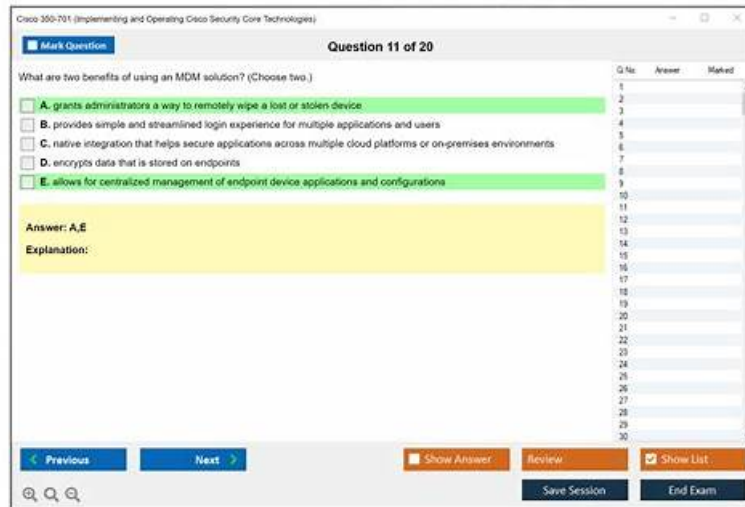 Cisco 350-701 (Implementing and Operating Cisco Security Core Technologies)
Mark Question
Question 11 of 20
What are two benefits of using an MDM solution? (Choose two.)
A. grants administrators a way to remotely wipe a lost or stolen device
B. provides simple and streamlined login experience for multiple applications and users
C. native integration that helps secure applications across multiple cloud platforms or on-premises environments
D. encrypts data that is stored on endpoints
E. allows for centralized management of endpoint device applications and configurations
Answer: A,E
Explanation:
Q.No. Answer Marked
1
2
3
4
5
6
7
8
9
10
11
12
13
14
15
16
17
18
19
20
21
22
23
24
25
26
27
28
29
30
Previous
Next
Show Answer
Review
Show List
Save Session
End Exam